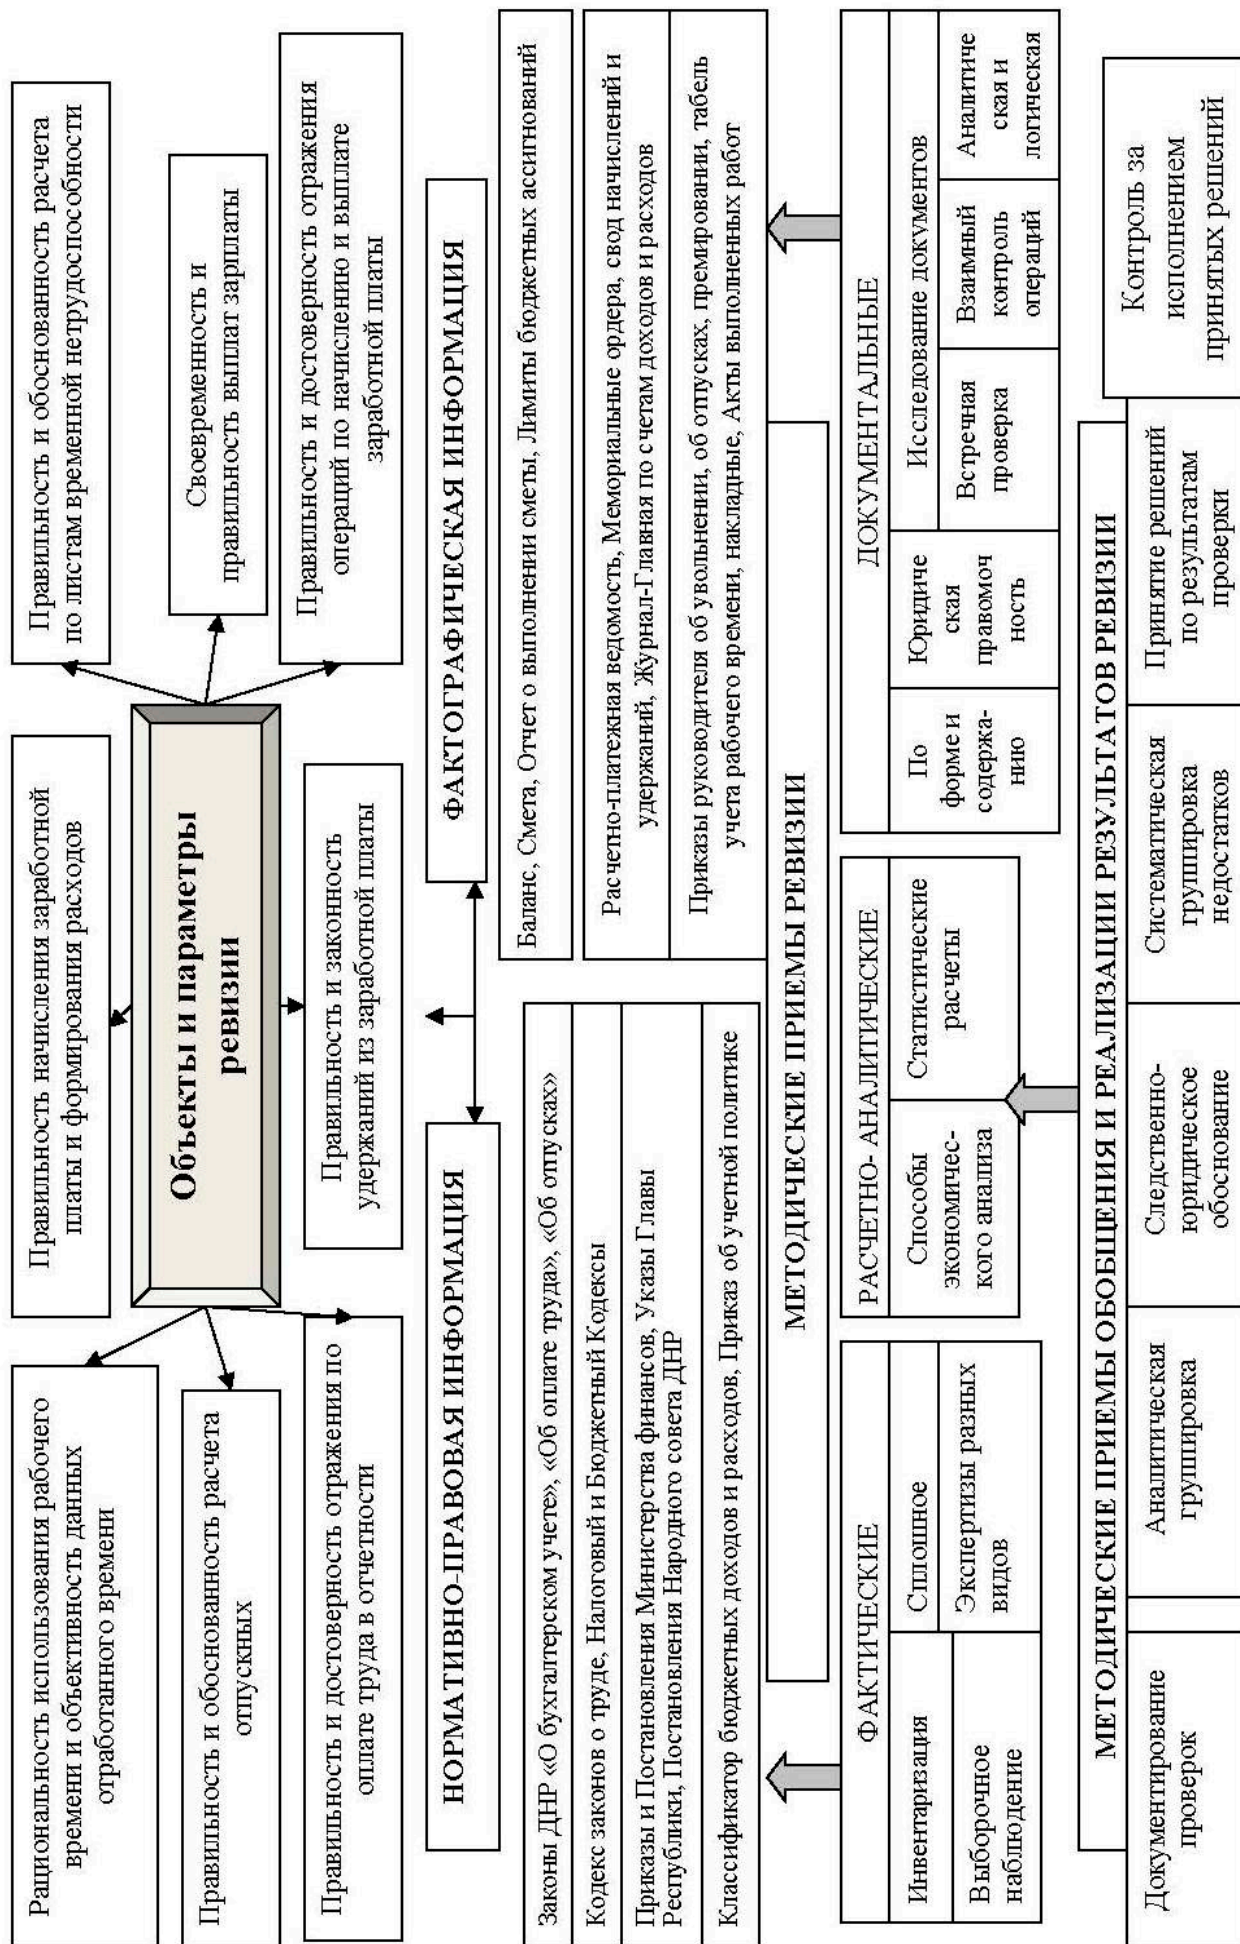 Рациональность использования рабочего
времени и объективность данных
отработанного времени
Правильность начисления заработной
платы и формирования расходов
Правильность и обоснованность расчета
по листам временной нетрудоспособности
Объекты и параметры
ревизии
Правильность и обоснованность расчета
отпускных
Своевременность и
правильность выплат зарплаты
Правильность и достоверность отражения по
оплате труда в отчетности
Правильность и законность
удержаний из заработной платы
Правильность и достоверность отражения
операций по начислению и выплате
заработной платы
НОРМАТИВНО-ПРАВОВАЯ ИНФОРМАЦИЯ
ФАКТОГРАФИЧЕСКАЯ ИНФОРМАЦИЯ
Законы ДНР «О бухгалтерском учете», «Об оплате труда», «Об отпусках»
Кодекс законов о труде, Налоговый и Бюджетный Кодексы
Приказы и Постановления Министерства финансов, Указы Главы
Республики, Постановления Народного совета ДНР
Классификатор бюджетных доходов и расходов, Приказ об учетной политике
Баланс, Смета, Отчет о выполнении сметы, Лимиты бюджетных ассигнований
Расчетно-платежная ведомость, Мемориальные ордера, свод начислений и
удержаний, Журнал-Главная по счетам доходов и расходов
Приказы руководителя об увольнении, об отпусках, премировании, табель
учета рабочего времени, накладные, Акты выполненных работ
МЕТОДИЧЕСКИЕ ПРИЕМЫ РЕВИЗИИ
ФАКТИЧЕСКИЕ
Инвентаризация
Сплошное
Выборочное
наблюдение
Экспертизы разных
видов
РАСЧЕТНО- АНАЛИТИЧЕСКИЕ
Способы
экономичес-
кого анализа
Статистические
расчеты
ДОКУМЕНТАЛЬНЫЕ
По
форме и
содержа-
нию
Юридиче
ская
правомоч
ность
Исследование документов
Встречная
проверка
Взаимный
контроль
операций
Аналитиче
ская и
логическая
МЕТОДИЧЕСКИЕ ПРИЕМЫ ОБОБЩЕНИЯ И РЕАЛИЗАЦИИ РЕЗУЛЬТАТОВ РЕВИЗИИ
Документирование
проверок
Аналитическая
группировка
Следственно-
юридическое
обоснование
Систематическая
группировка
недостатков
Принятие решений
по результатам
проверки
Контроль за
исполнением
принятых решений